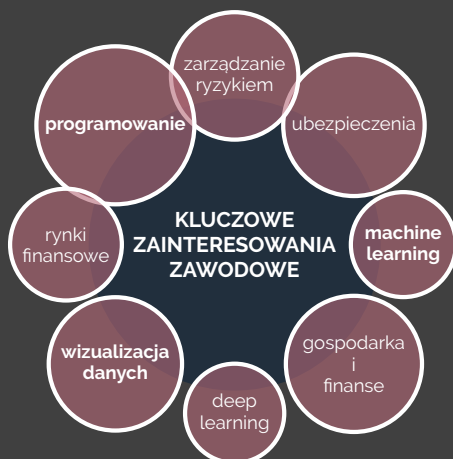 zarządzanie
ryzykiem
programowanie
ubezpieczenia
KLUCZOWE
ZAINTERESOWANIA
ZAWODOWE
rynki
finansowe
machine
learning
wizualizacja
danych
gospodarka
i
finanse
deep
learning